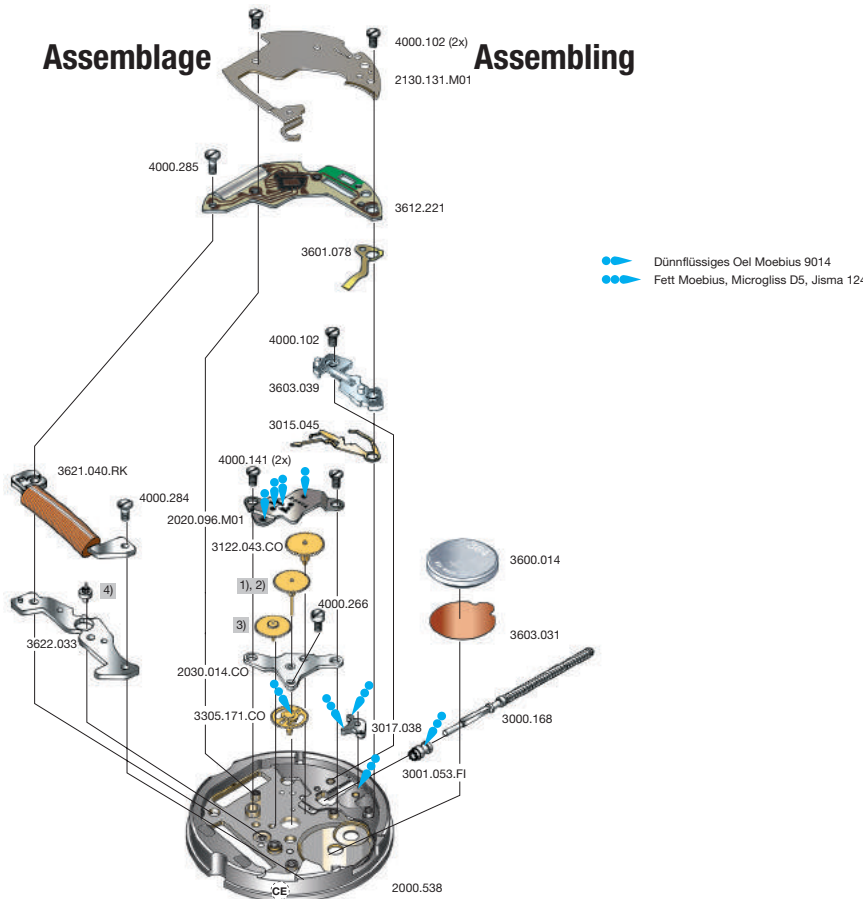 Assemblage
Assembling
4000.102 (2x)
2130.131.M01
4000.285
3612.221
3601.078
Dünnflüssiges Oel Moebius 9014
Fett Moebius, Microgliss D5, Jisma 124
4000.102
3603.039
3015.045
4000.141 (2x)
3621.040.RK
4000.284
2020.096.M01
3122.043.CO
384
3600.014
1), 2)
4)
4000.266
3)
3603.031
3622.033
2030.014.CO
3305.171.CO
3017.038
3000.168
3001.053.FI
CE
2000.538